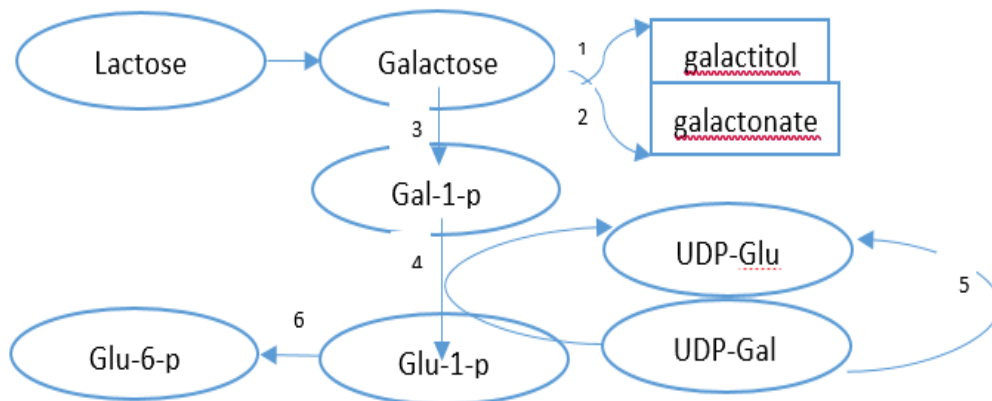 Lactose
Galactose
1
galactitol
2
galactonate
3
Gal-1-p
4
UDP-Glu
5
UDP-Gal
6
Glu-6-p
Glu-1-p